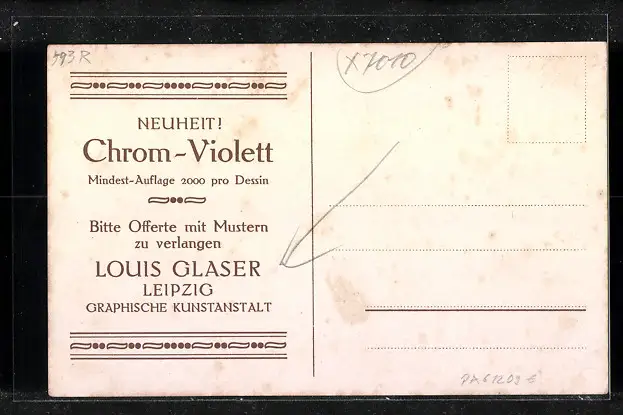 593 R
X7010
NEUHEIT!
Chrom-Violett
Mindest-Auflage 2000 pro Dessin
Bitte Offerte mit Mustern
zu verlangen
LOUIS GLASER
LEIPZIG
GRAPHISCHE KUNSTANSTALT